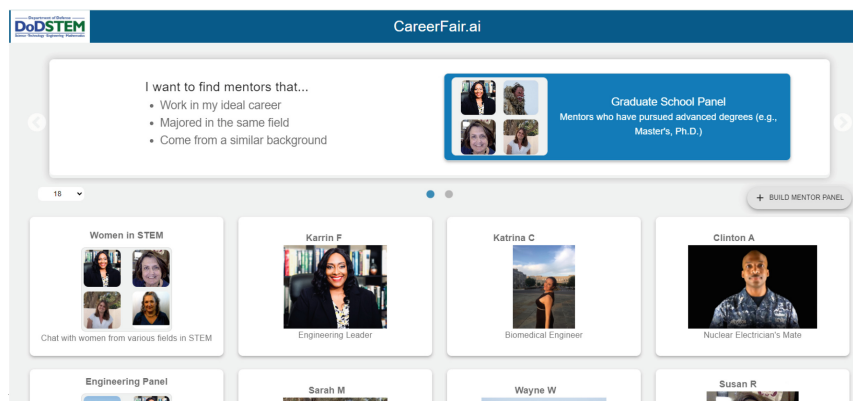 Department of Defense
DoDSTEM
Science Technology Engineering Mathematics
CareerFair.ai
I want to find mentors that...
• Work in my ideal career
• Majored in the same field
• Come from a similar background
Graduate School Panel
Mentors who have pursued advanced degrees (e.g.,
Master's, Ph.D.)
18
+ BUILD MENTOR PANEL
Women in STEM
Chat with women from various fields in STEM
Karrin F
Engineering Leader
Katrina C
Biomedical Engineer
Clinton A
Nuclear Electrician's Mate
Engineering Panel
Sarah M
Wayne W
Susan R